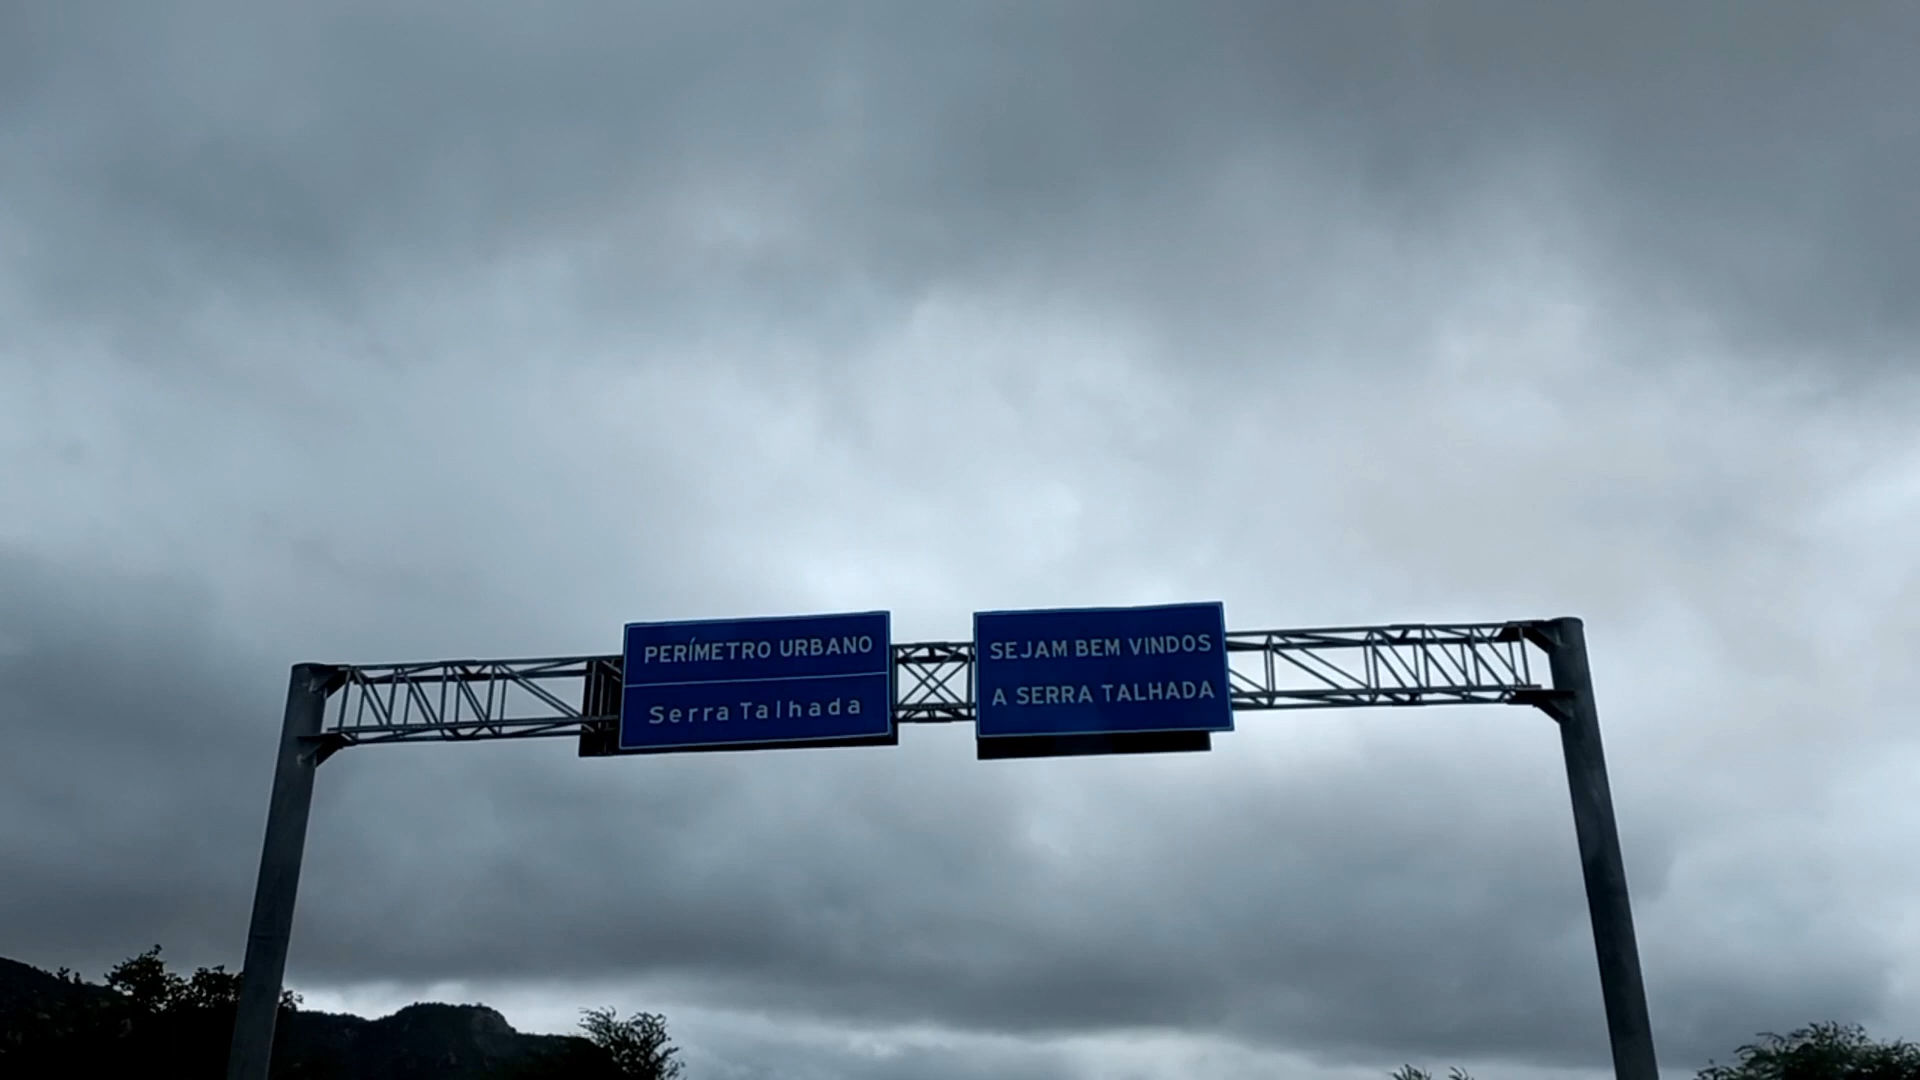 PERÍMETRO URBANO
Serra Talhada
SEJAM BEM VINDOS
A SERRA TALHADA